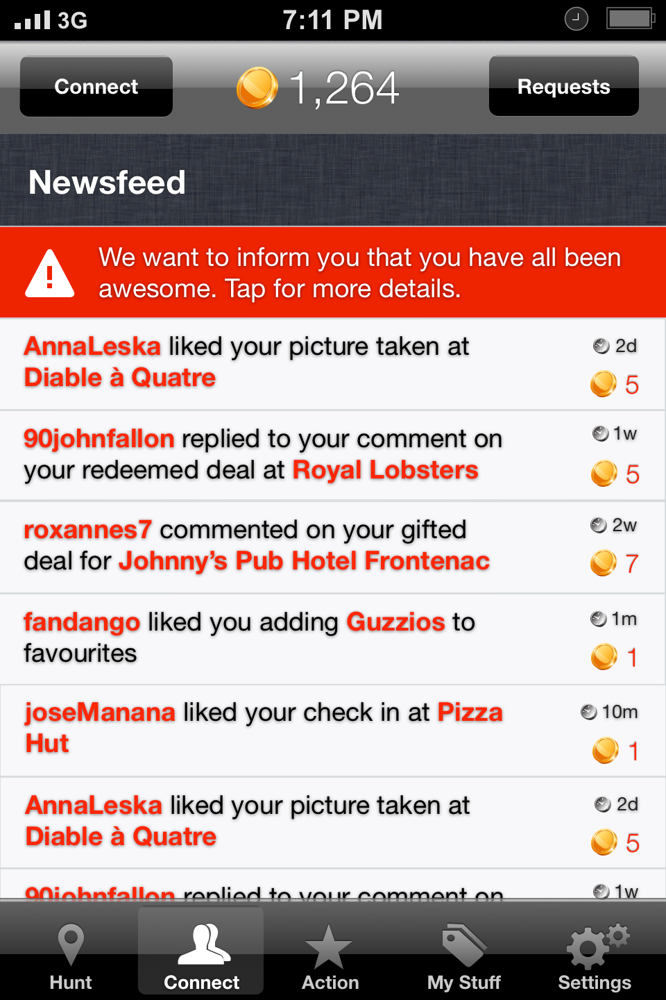 3G 7:11 PM
Connect 1,264 Requests
Newsfeed
We want to inform you that you have all been
awesome. Tap for more details.
AnnaLeska liked your picture taken at
Diable à Quatre
2d
5
90johnfallon replied to your comment on
your redeemed deal at Royal Lobsters
1w
5
roxannes7 commented on your gifted
deal for Johnny’s Pub Hotel Frontenac
2w
7
fandango liked you adding Guzzios to
favourites
1m
1
joseManana liked your check in at Pizza
Hut
10m
1
AnnaLeska liked your picture taken at
Diable à Quatre
2d
5
90johnfallon replied to your comment on
1w
Hunt Connect Action My Stuff Settings